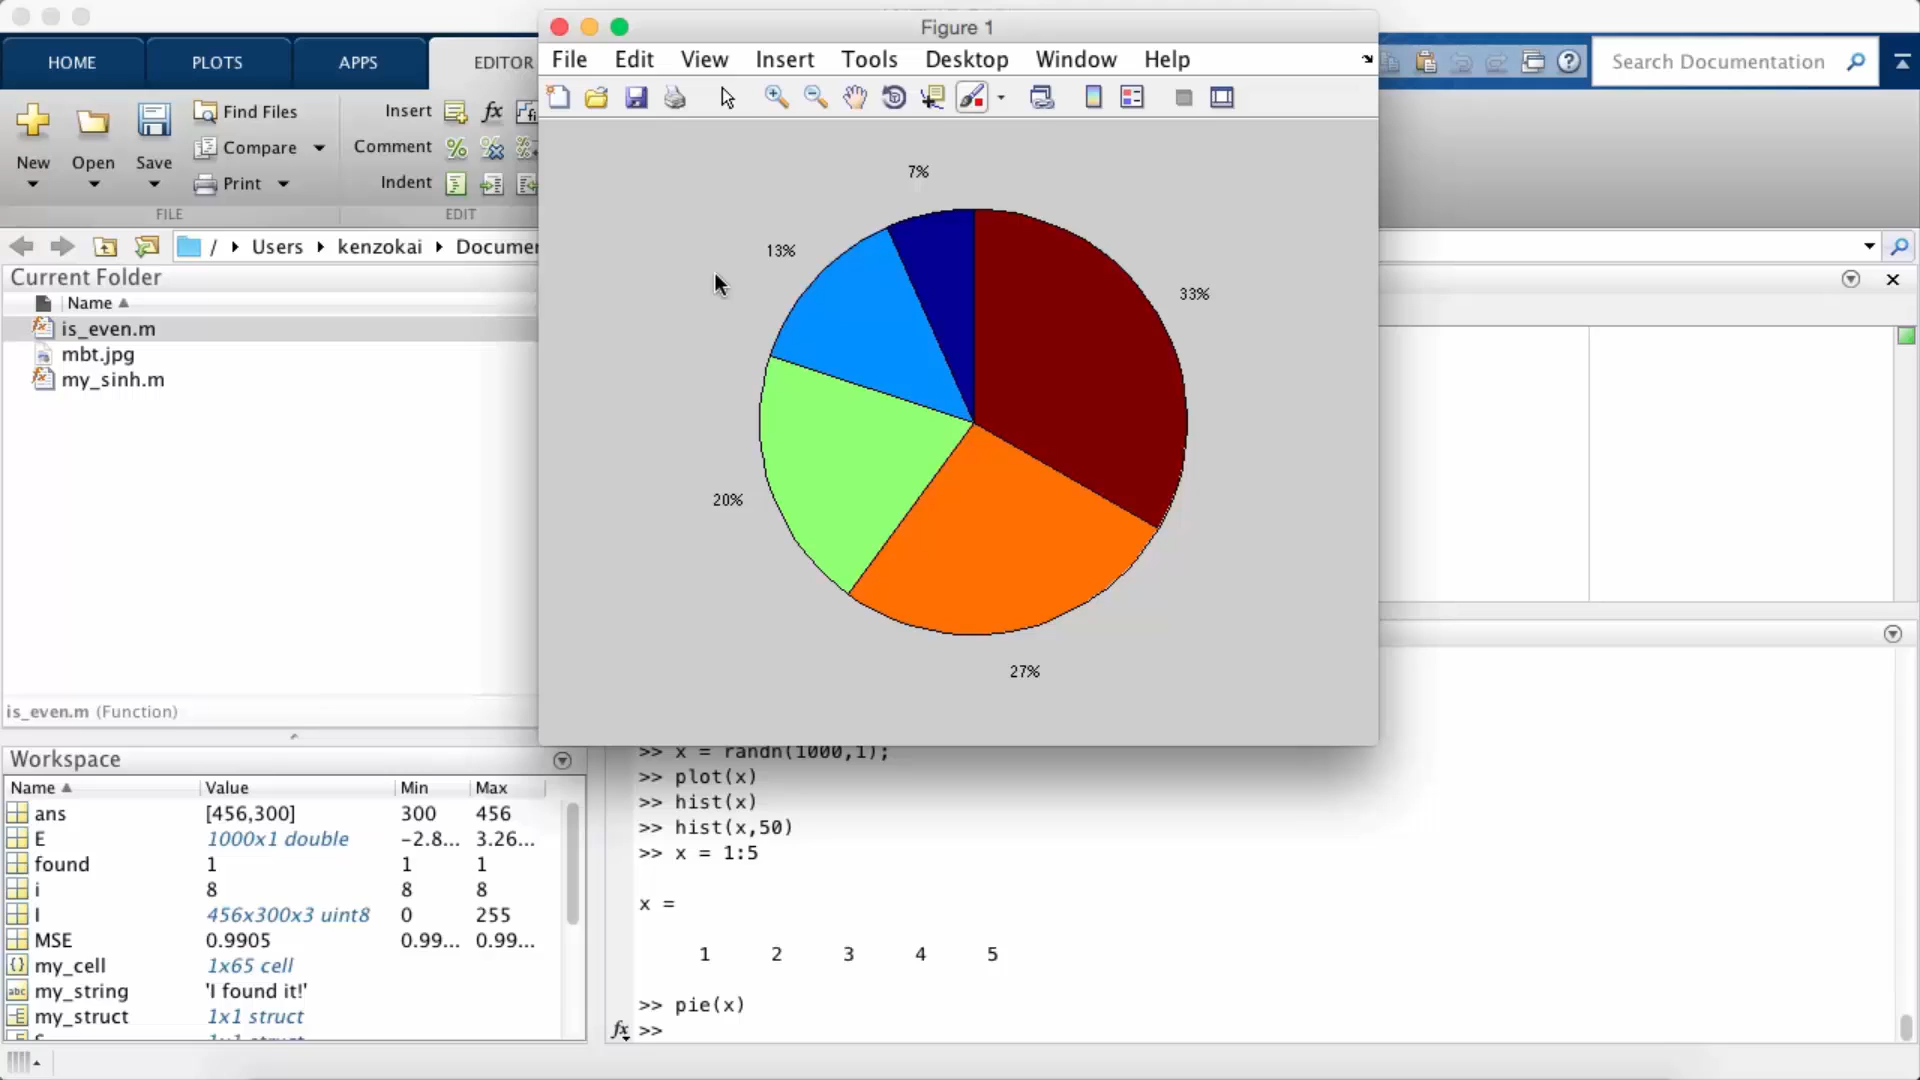 Figure 1
HOME PLOTS APPS EDITOR
File Edit View Insert Tools Desktop Window Help
Search Documentation
New
Open
Save
Find Files
Compare
Print
FILE
Insert
Comment
Indent
EDIT
/ Users kenzokai
Current Folder
Name
is_even.m
mbt.jpg
my_sinh.m
is_even.m (Function)
7%
13%
33%
20%
27%
Workspace
Name Value Min Max
ans [456,300] 300 456
E 1000x1 double -2.8... 3.26...
found 1 1 1
i 8 8 8
I 456x300x3 uint8 0 255
MSE 0.9905 0.99... 0.99...
my_cell 1x65 cell
my_string 'I found it!'
my_struct 1x1 struct
>> x = randn(1000,1);
>> plot(x)
>> hist(x)
>> hist(x,50)
>> x = 1:5
x =
1 2 3 4 5
>> pie(x)
fx >>